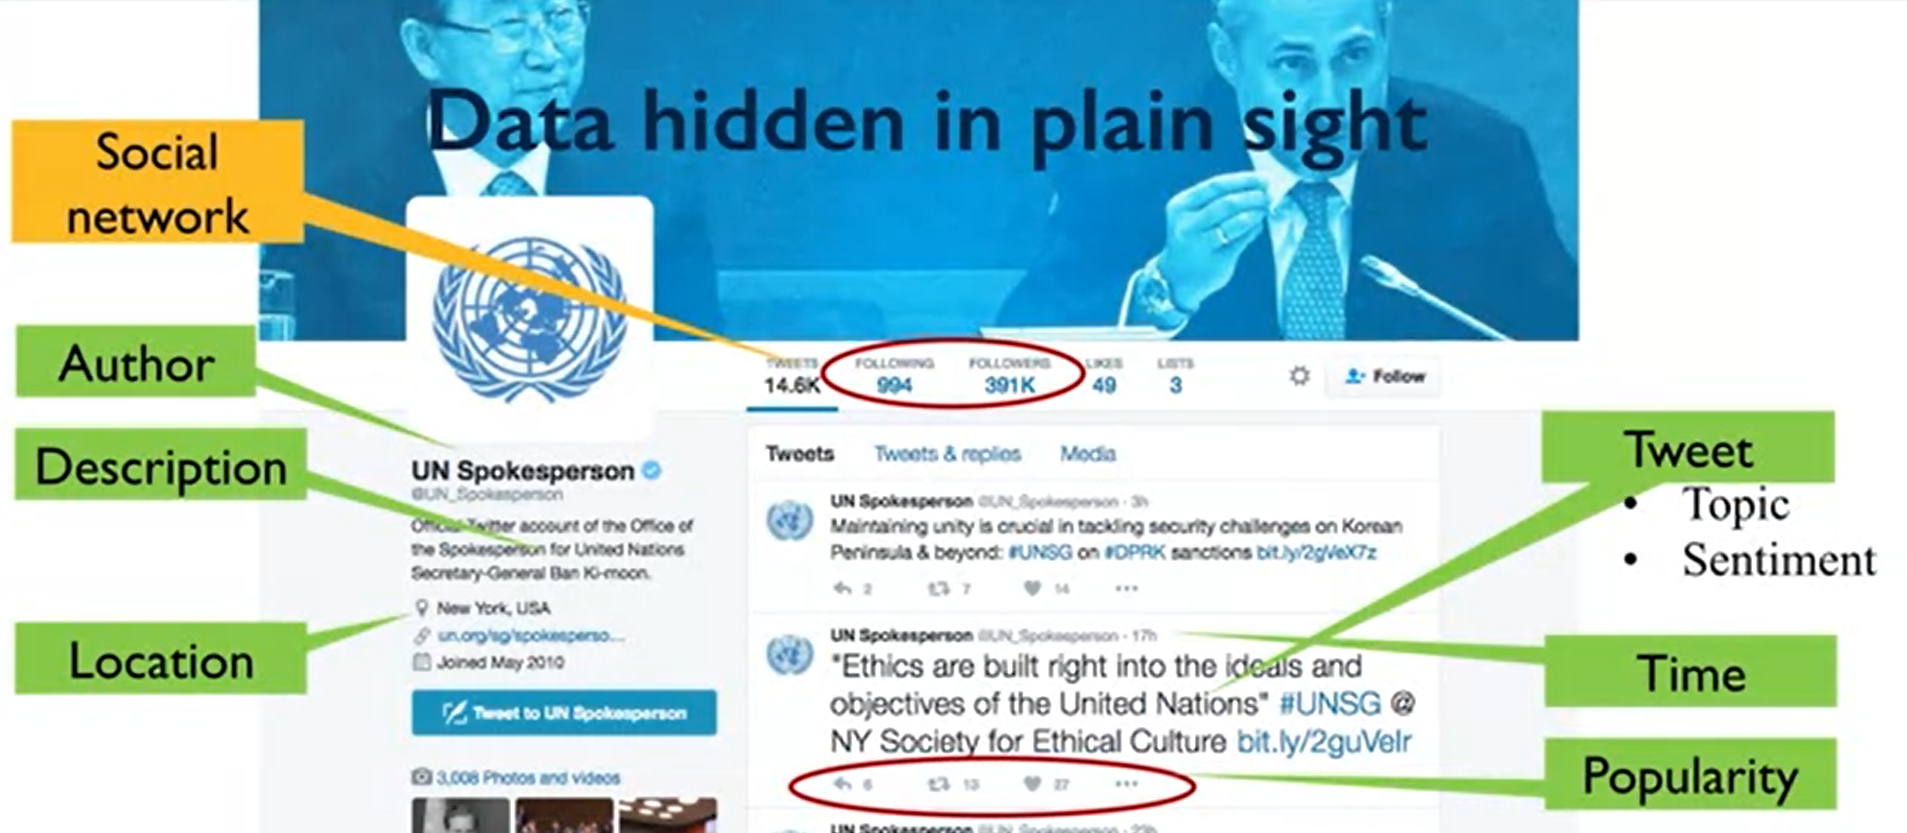 Data hidden in plain sight
Social
network
Author
Description
Location
TWEETS FOLLOWING FOLLOWERS LIKES LISTS
14.6K 994 391K 49 3
Follow
UN Spokesperson
@UN_Spokesperson
Official Twitter account of the Office of
the Spokesperson for United Nations
Secretary-General Ban Ki-moon.
New York, USA
un.org/sg/spokesperso...
Joined May 2010
Tweet to UN Spokesperson
3,008 Photos and videos
Tweets Tweets & replies Media
UN Spokesperson @UN_Spokesperson · 3h
Maintaining unity is crucial in tackling security challenges on Korean
Peninsula & beyond: #UNSG on #DPRK sanctions bit.ly/2gVeX7z
2 7 14
UN Spokesperson @UN_Spokesperson · 17h
"Ethics are built right into the ideals and
objectives of the United Nations" #UNSG @
NY Society for Ethical Culture bit.ly/2guVeIr
6 13 27
UN Spokesperson @UN_Spokesperson · 23h
Tweet
• Topic
• Sentiment
Time
Popularity